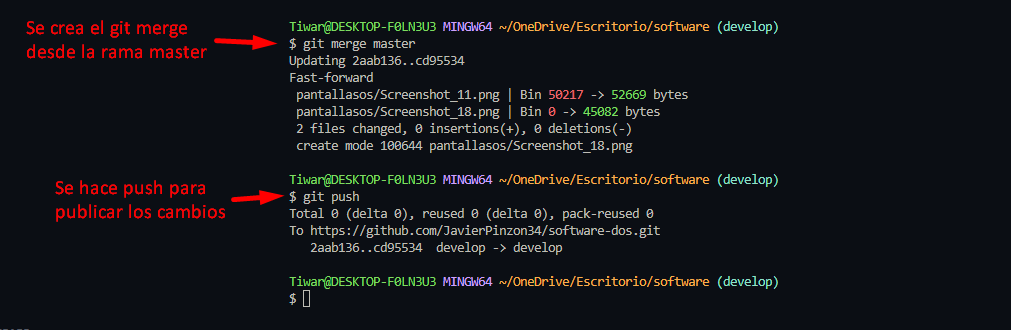 Se crea el git merge
desde la rama master
Tiwar@DESKTOP-F0LN3U3 MINGW64 ~/OneDrive/Escritorio/software (develop)
$ git merge master
Updating 2aab136..cd95534
Fast-forward
pantallasos/Screenshot_11.png | Bin 50217 -> 52669 bytes
pantallasos/Screenshot_18.png | Bin 0 -> 45082 bytes
2 files changed, 0 insertions(+), 0 deletions(-)
create mode 100644 pantallasos/Screenshot_18.png
Se hace push para
publicar los cambios
Tiwar@DESKTOP-F0LN3U3 MINGW64 ~/OneDrive/Escritorio/software (develop)
$ git push
Total 0 (delta 0), reused 0 (delta 0), pack-reused 0
To https://github.com/JavierPinzon34/software-dos.git
2aab136..cd95534 develop -> develop
Tiwar@DESKTOP-F0LN3U3 MINGW64 ~/OneDrive/Escritorio/software (develop)
$